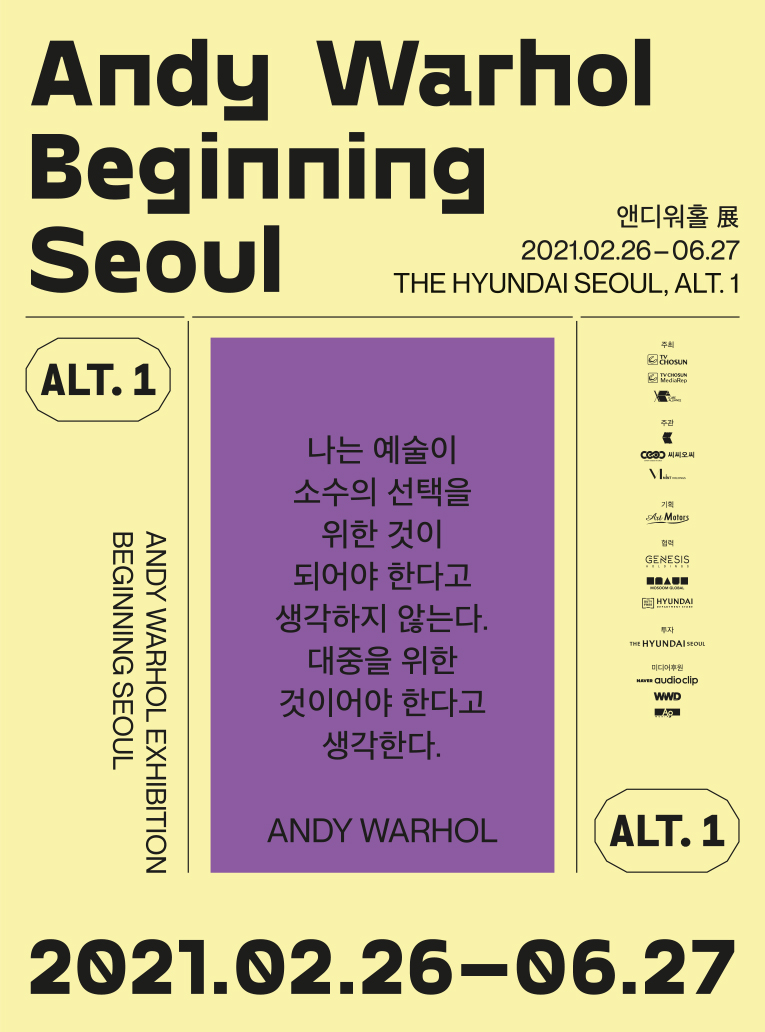 Andy Warhol
Beginning
Seoul
앤디워홀 展
2021.02.26–06.27
THE HYUNDAI SEOUL, ALT. 1
ALT. 1
ANDY WARHOL EXHIBITION
BEGINNING SEOUL
나는 예술이
소수의 선택을
위한 것이
되어야 한다고
생각하지 않는다.
대중을 위한
것이어야 한다고
생각한다.
ANDY WARHOL
주최
TV CHOSUN
TV CHOSUN
MediaRep
주관
씨씨오씨
기획
Art Motors
협력
GENESIS
HOLDINGS
MOSDOM GLOBAL
HYUNDAI
DEPARTMENT STORE
투자
THE HYUNDAI SEOUL
미디어후원
NAVER audioclip
WWD
ALT. 1
2021.02.26–06.27